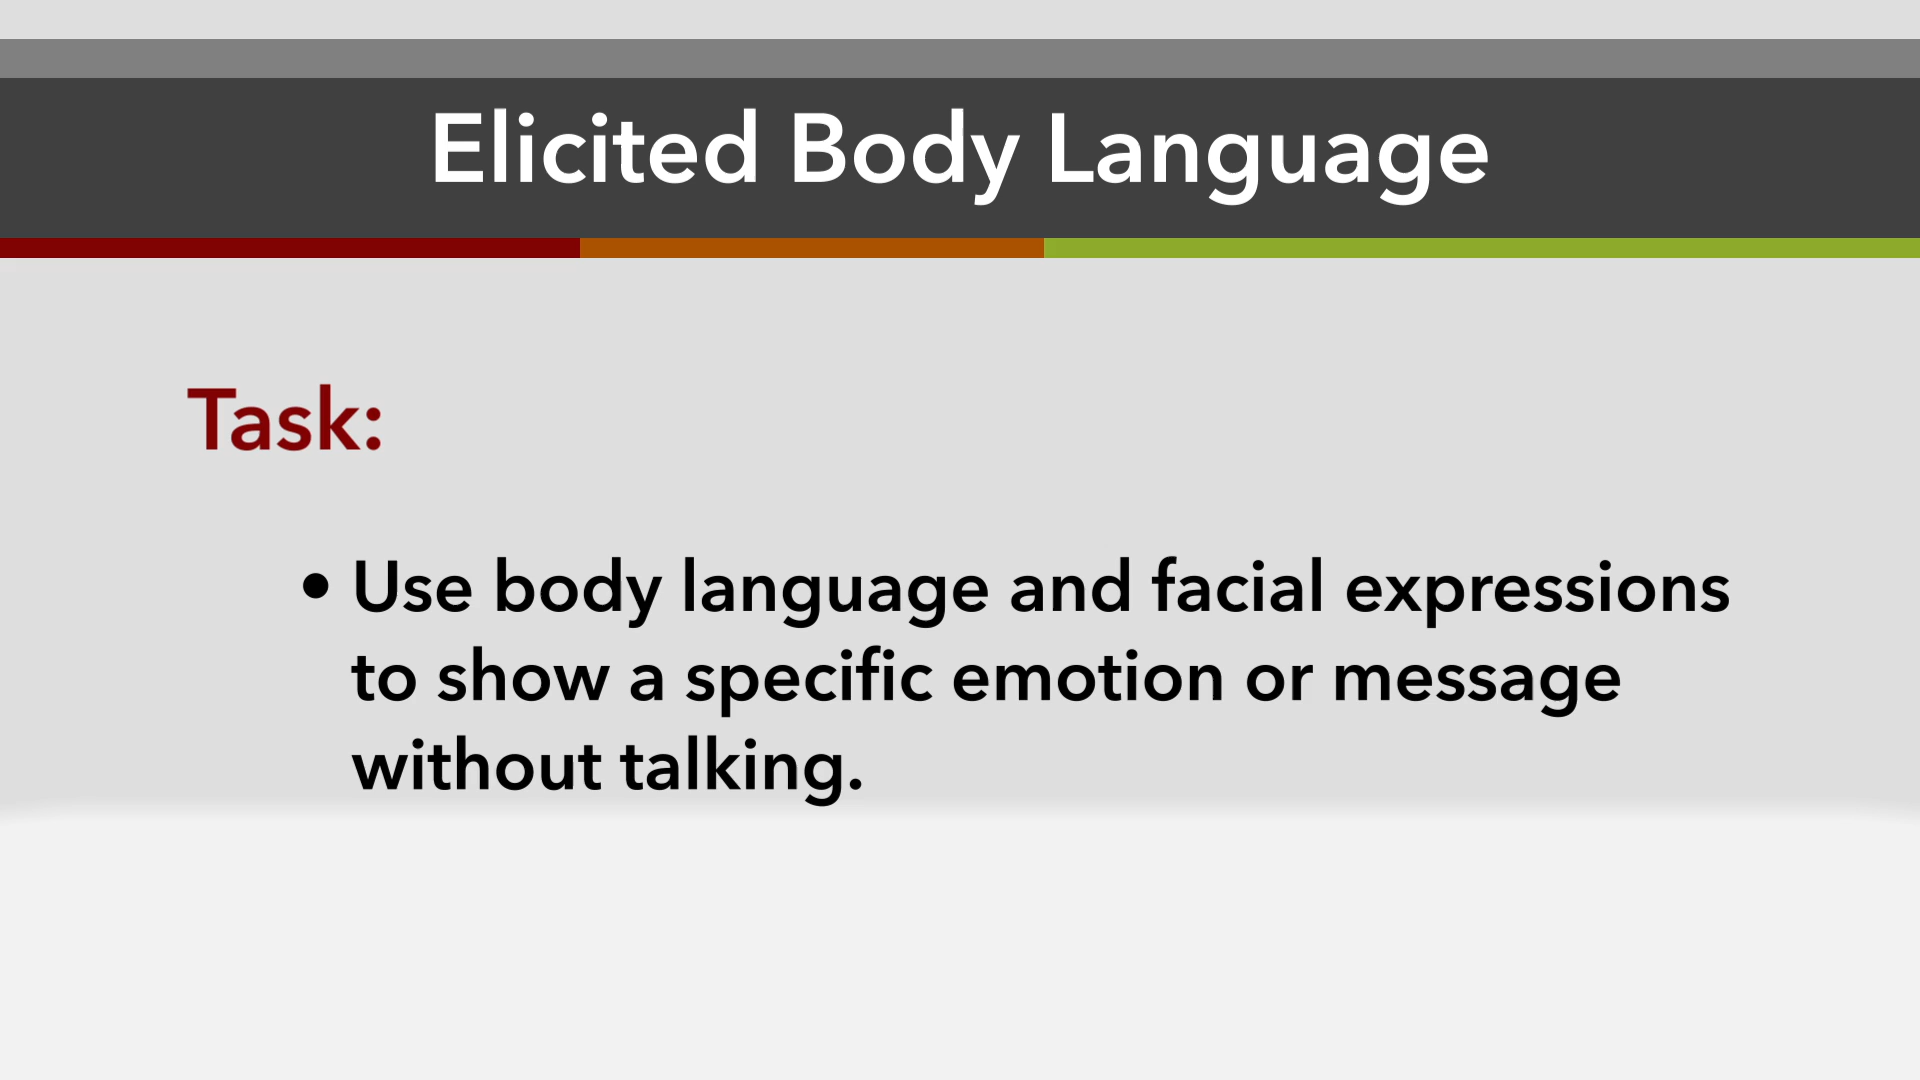 Elicited Body Language
Task:
• Use body language and facial expressions
to show a specific emotion or message
without talking.